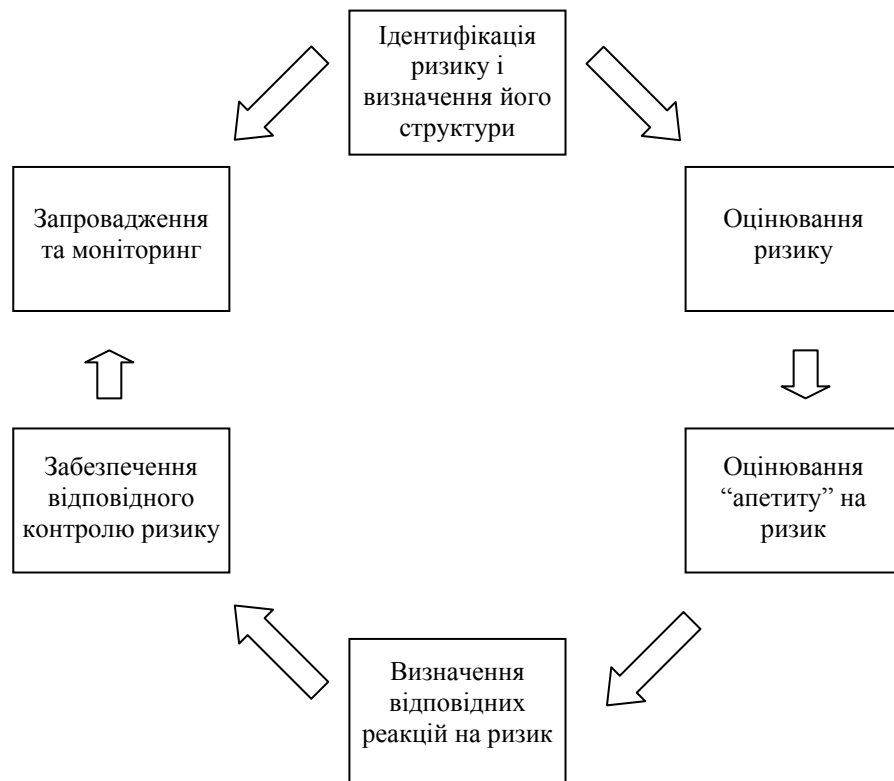 Ідентифікація
ризику і
визначення його
структури
Запровадження
та моніторинг
Оцінювання
ризику
Забезпечення
відповідного
контролю ризику
Оцінювання
“апетиту” на
ризик
Визначення
відповідних
реакцій на ризик